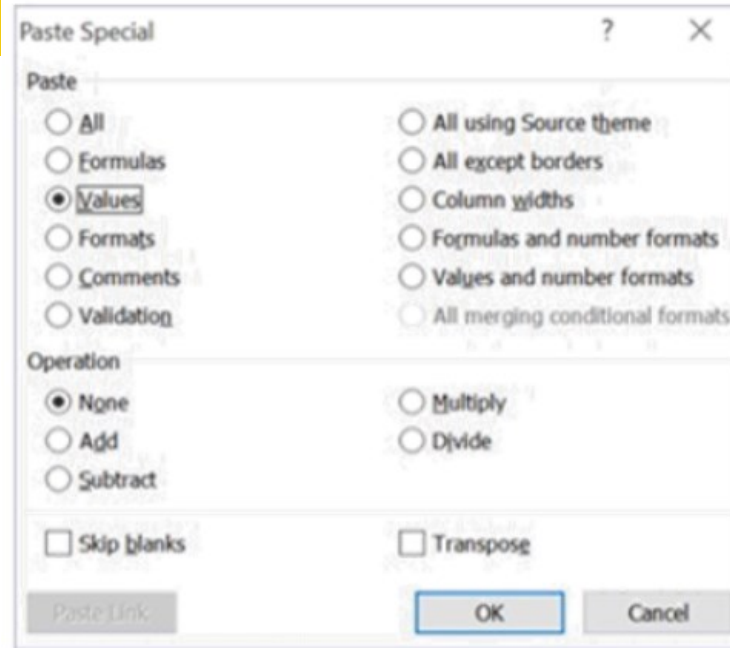 Paste Special
Paste
All
All using Source theme
Formulas
All except borders
Values
Column widths
Formats
Formulas and number formats
Comments
Values and number formats
Validation
All merging conditional formats
Operation
None
Multiply
Add
Divide
Subtract
Skip blanks
Transpose
Paste Link
OK
Cancel